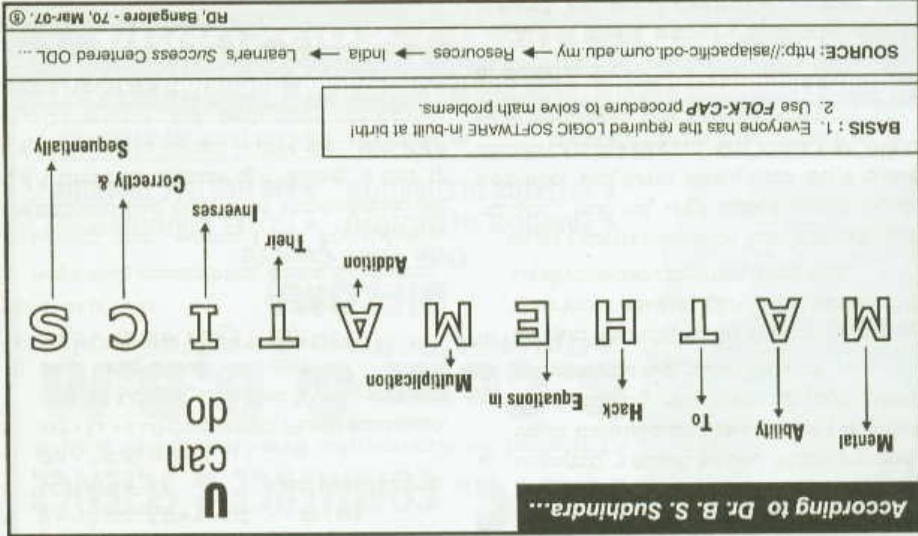 According to Dr. B. S. Sudhindra...
U
can
do
Mental
Ability
To
Hack
Equations in
Multiplication
MATHEMATICS
Addition
Their
Inverses
Correctly &
Sequentially
BASIS : 1. Everyone has the required LOGIC SOFTWARE in-built at birth!
2. Use FOLK-CAP procedure to solve math problems.
SOURCE: http://asiapacific-odl.oum.edu.my → Resources → India → Learner's Success Centered ODL ...
RD, Bangalore - 70, Mar-07.